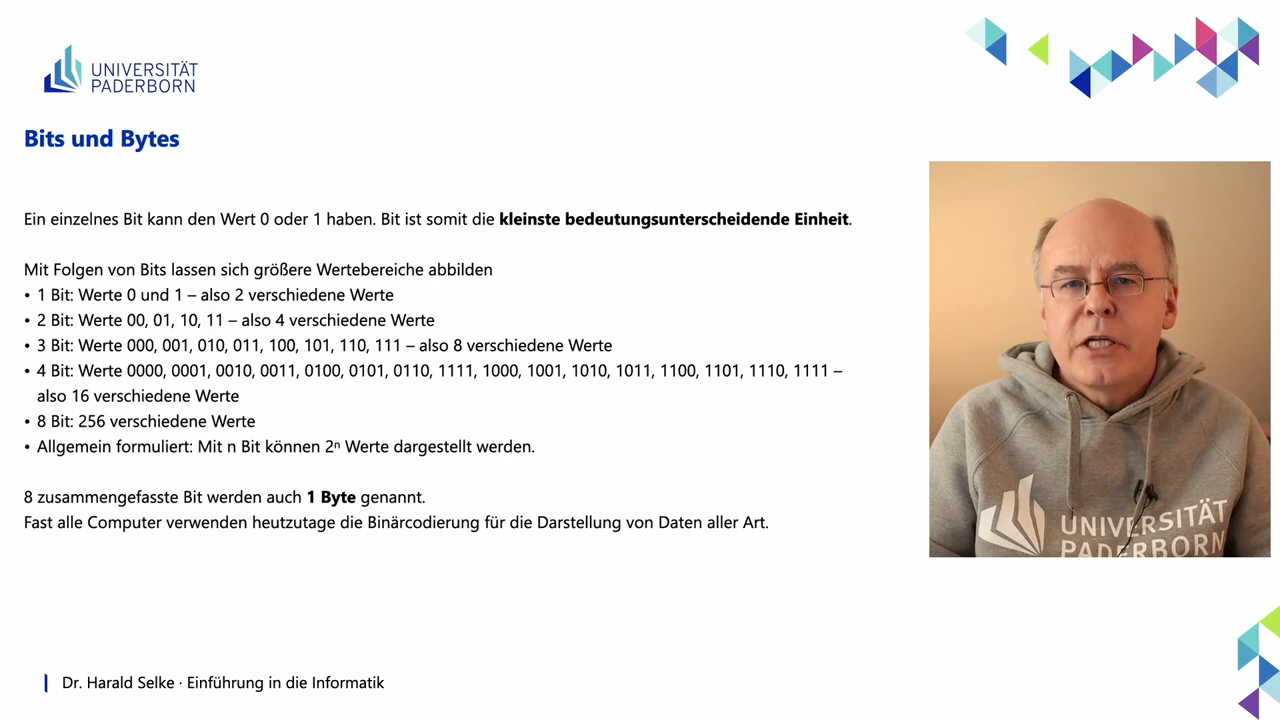 UNIVERSITÄT
PADERBORN
Bits und Bytes
Ein einzelnes Bit kann den Wert 0 oder 1 haben. Bit ist somit die kleinste bedeutungsunterscheidende Einheit.
Mit Folgen von Bits lassen sich größere Wertebereiche abbilden
• 1 Bit: Werte 0 und 1 – also 2 verschiedene Werte
• 2 Bit: Werte 00, 01, 10, 11 – also 4 verschiedene Werte
• 3 Bit: Werte 000, 001, 010, 011, 100, 101, 110, 111 – also 8 verschiedene Werte
• 4 Bit: Werte 0000, 0001, 0010, 0011, 0100, 0101, 0110, 1111, 1000, 1001, 1010, 1011, 1100, 1101, 1110, 1111 –
also 16 verschiedene Werte
• 8 Bit: 256 verschiedene Werte
• Allgemein formuliert: Mit n Bit können 2ⁿ Werte dargestellt werden.
8 zusammengefasste Bit werden auch 1 Byte genannt.
Fast alle Computer verwenden heutzutage die Binärcodierung für die Darstellung von Daten aller Art.
UNIVERSITÄT
PADERBORN
Dr. Harald Selke · Einführung in die Informatik